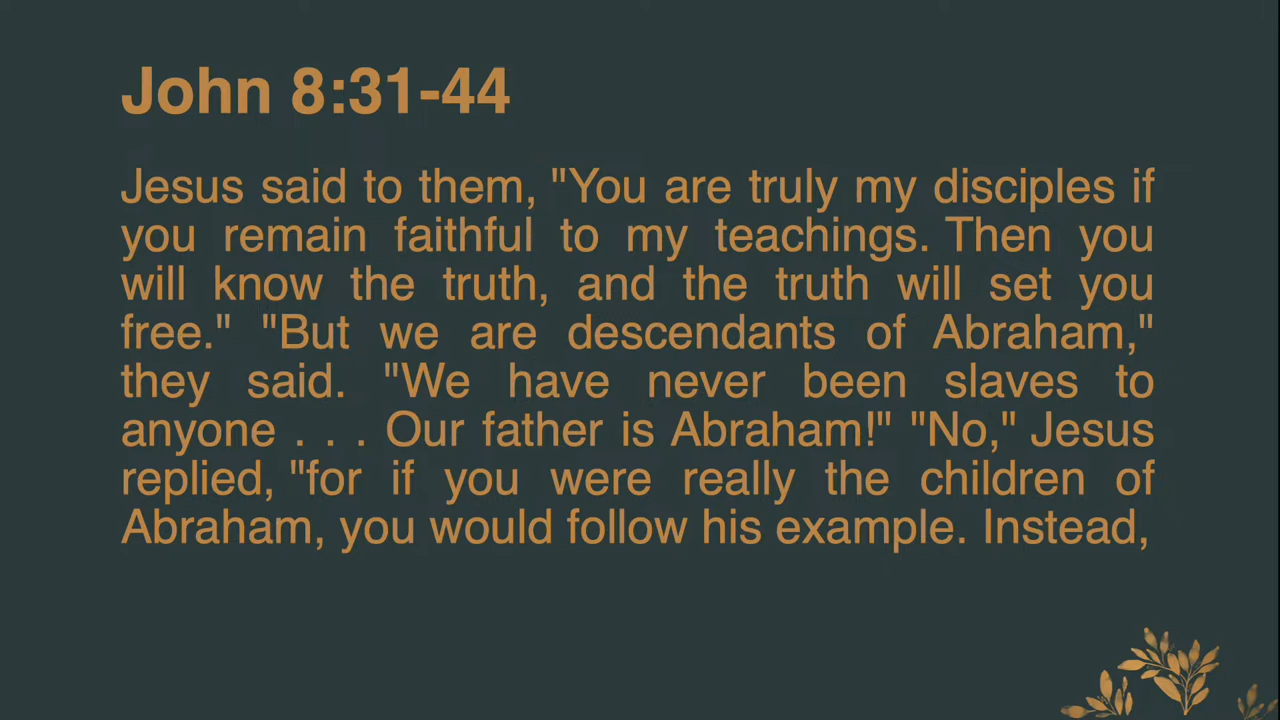 John 8:31-44
Jesus said to them, "You are truly my disciples if
you remain faithful to my teachings. Then you
will know the truth, and the truth will set you
free." "But we are descendants of Abraham,"
they said. "We have never been slaves to
anyone . . . Our father is Abraham!" "No," Jesus
replied, "for if you were really the children of
Abraham, you would follow his example. Instead,